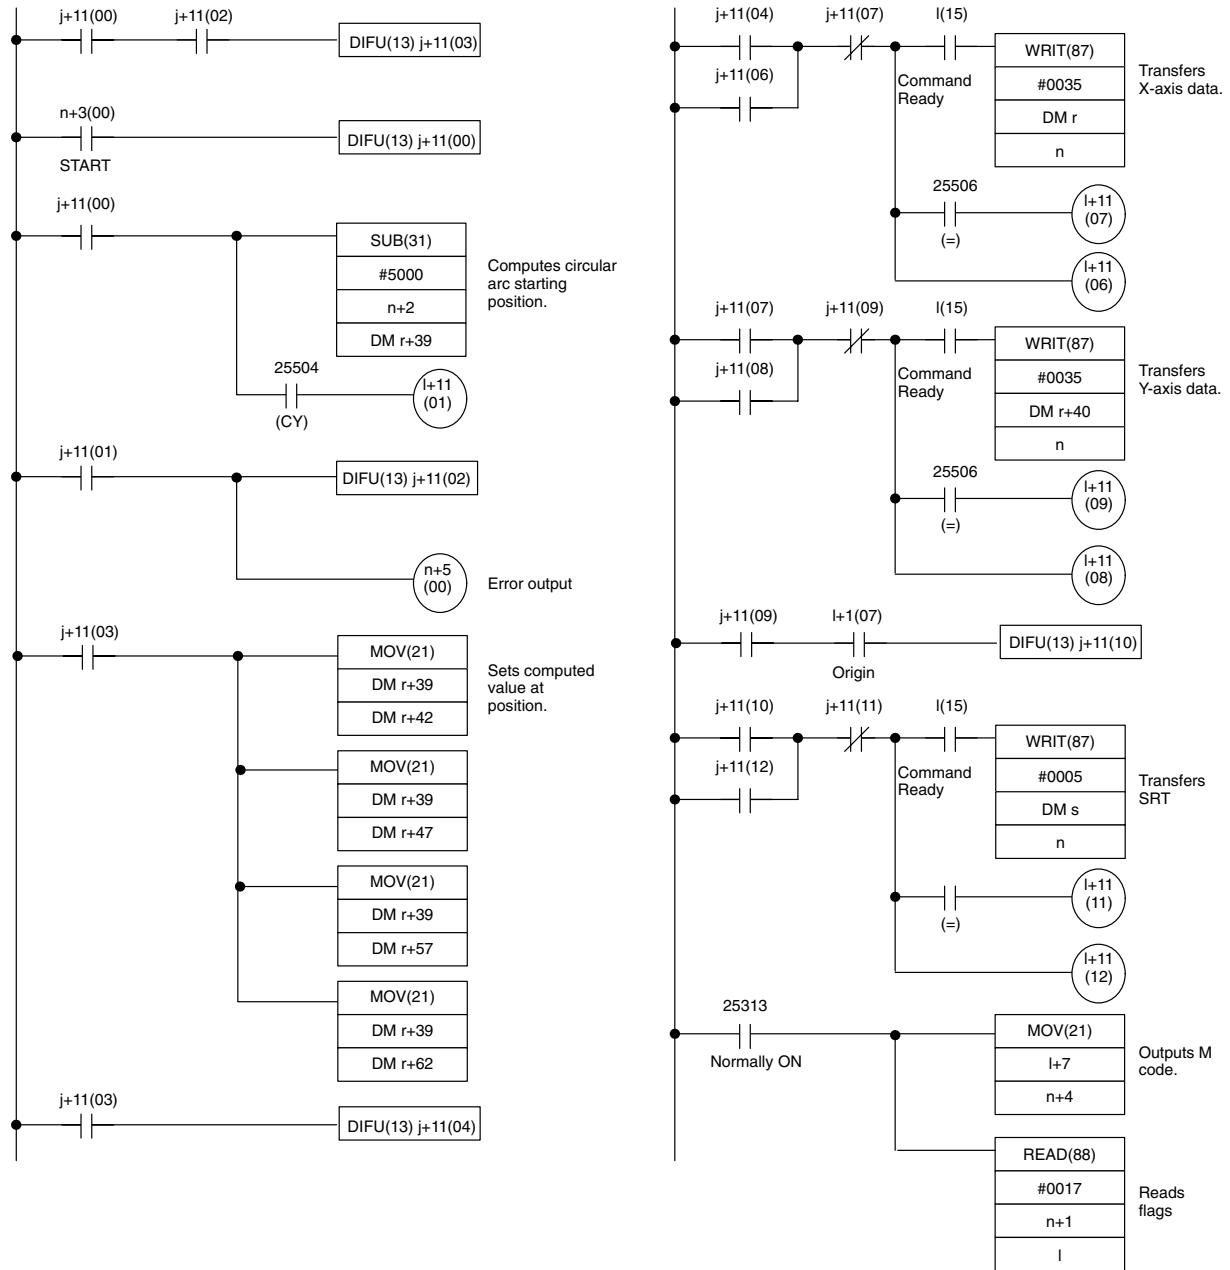 j+11(00) j+11(02)
DIFU(13) j+11(03)
n+3(00)
DIFU(13) j+11(00)
START
j+11(00)
SUB(31)
#5000
n+2
DM r+39
Computes circular
arc starting
position.
25504
(CY)
l+11
(01)
j+11(01)
DIFU(13) j+11(02)
n+5
(00)
Error output
j+11(03)
MOV(21)
DM r+39
DM r+42
Sets computed
value at
position.
MOV(21)
DM r+39
DM r+47
MOV(21)
DM r+39
DM r+57
MOV(21)
DM r+39
DM r+62
j+11(03)
DIFU(13) j+11(04)
j+11(04) j+11(07) l(15)
WRIT(87)
#0035
DM r
n
Transfers
X-axis data.
j+11(06)
Command
Ready
25506
(=)
l+11
(07)
l+11
(06)
j+11(07) j+11(09) l(15)
WRIT(87)
#0035
DM r+40
n
Transfers
Y-axis data.
j+11(08)
Command
Ready
25506
(=)
l+11
(09)
l+11
(08)
j+11(09) l+1(07)
DIFU(13) j+11(10)
Origin
j+11(10) j+11(11) l(15)
WRIT(87)
#0005
DM s
n
Transfers
SRT
j+11(12)
Command
Ready
(=)
l+11
(11)
l+11
(12)
25313
Normally ON
MOV(21)
l+7
n+4
Outputs M
code.
READ(88)
#0017
n+1
l
Reads
flags